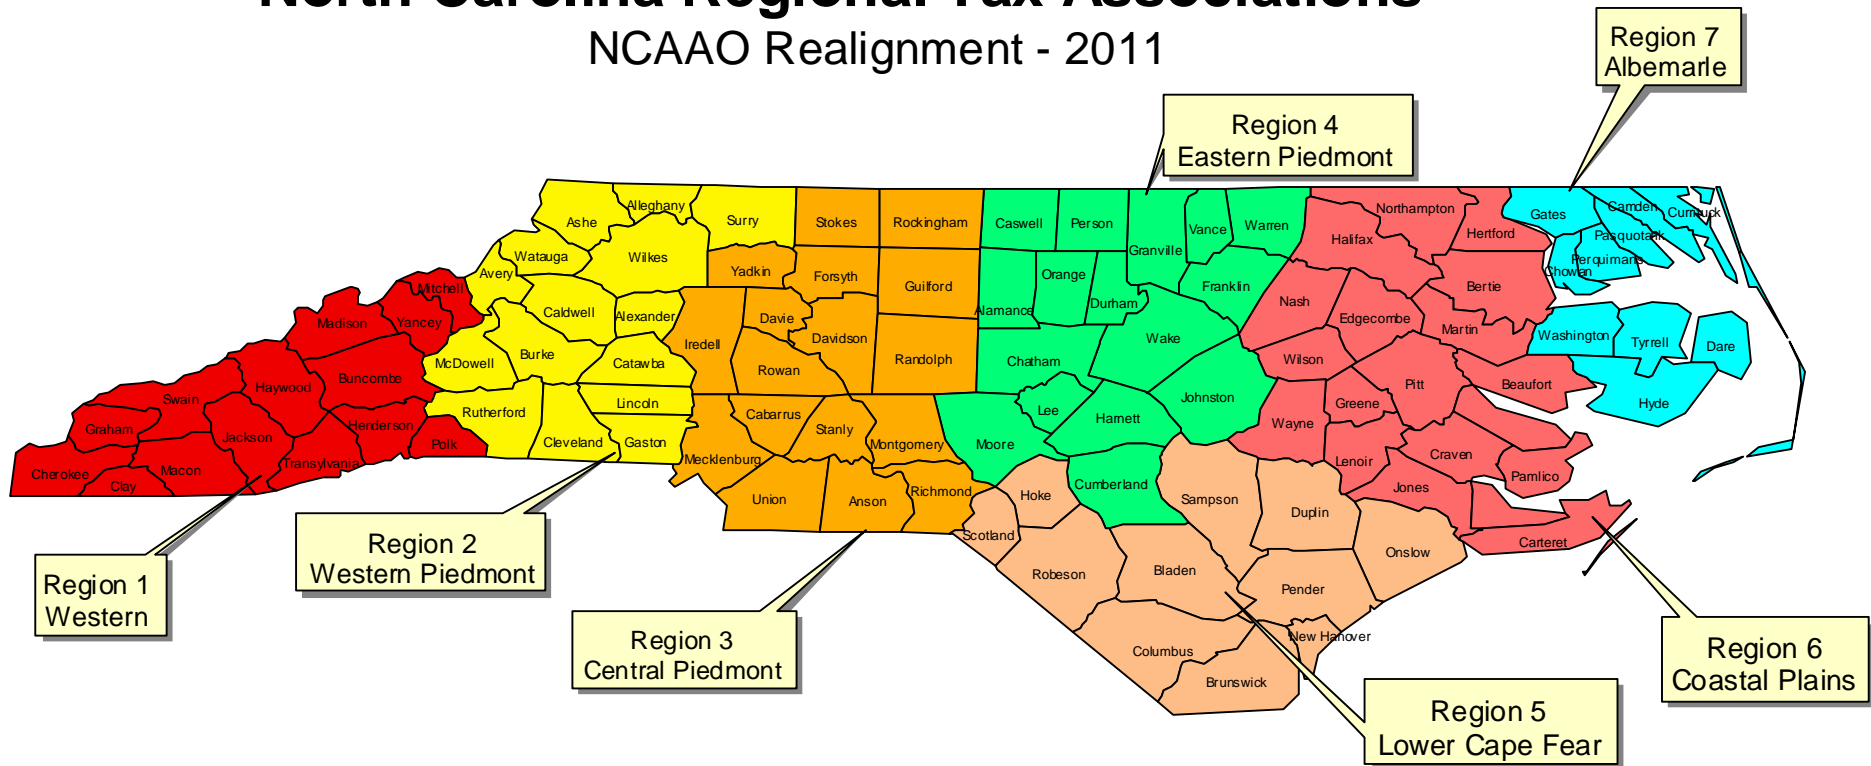 North Carolina Regional Tax Associations
NCAAO Realignment - 2011
Region 7
Albemarle
Region 4
Eastern Piedmont
Ashe
Alleghany
Surry
Stokes
Rockingham
Caswell
Person
Granville
Vance
Warren
Northampton
Halifax
Hertford
Gates
Camden
Currituck
Pasquotank
Perquimans
Chowan
Watauga
Wilkes
Avery
Yadkin
Forsyth
Guilford
Orange
Durham
Alamance
Franklin
Nash
Edgecombe
Bertie
Martin
Mitchell
Yancey
Madison
Caldwell
Alexander
Iredell
Davie
Davidson
Randolph
Chatham
Wake
Wilson
Washington
Tyrrell
Dare
Buncombe
McDowell
Burke
Catawba
Rowan
Pitt
Beaufort
Hyde
Swain
Haywood
Rutherford
Cleveland
Lincoln
Gaston
Cabarrus
Stanly
Montgomery
Moore
Lee
Harnett
Johnston
Wayne
Greene
Lenoir
Craven
Pamlico
Jones
Carteret
Graham
Jackson
Henderson
Polk
Transylvania
Cherokee
Macon
Clay
Mecklenburg
Union
Anson
Richmond
Hoke
Scotland
Cumberland
Sampson
Duplin
Onslow
Robeson
Bladen
Pender
New Hanover
Columbus
Brunswick
Region 1
Western
Region 2
Western Piedmont
Region 3
Central Piedmont
Region 6
Coastal Plains
Region 5
Lower Cape Fear